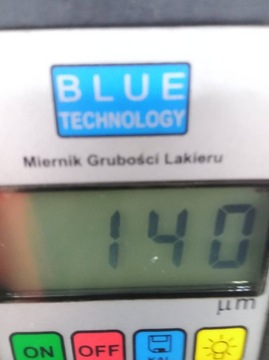 BLUE
TECHNOLOGY
Miernik Grubości Lakieru
140
µm
ON OFF